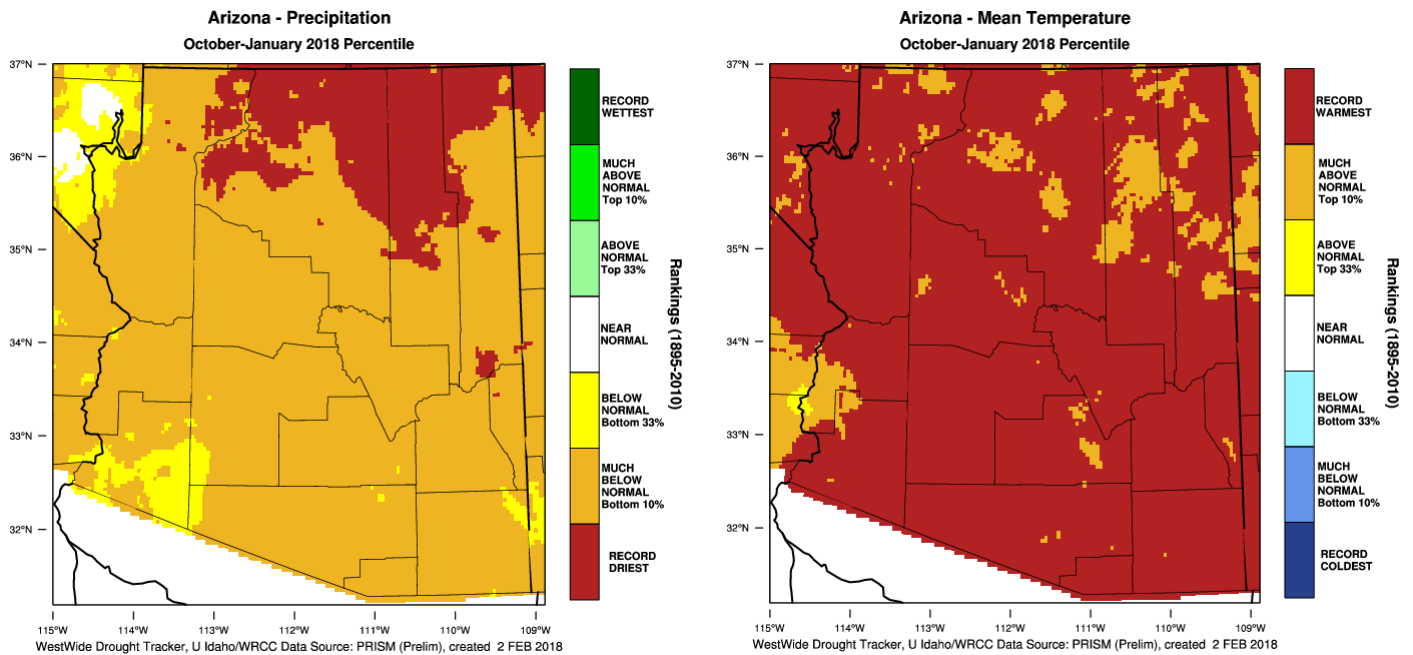 Arizona - Precipitation
October-January 2018 Percentile
37°N
36°N
35°N
34°N
33°N
32°N
115°W 114°W 113°W 112°W 111°W 110°W 109°W
RECORD
WETTEST
MUCH
ABOVE
NORMAL
Top 10%
ABOVE
NORMAL
Top 33%
NEAR
NORMAL
BELOW
NORMAL
Bottom 33%
MUCH
BELOW
NORMAL
Bottom 10%
RECORD
DRIEST
Rankings (1895-2010)
WestWide Drought Tracker, U Idaho/WRCC Data Source: PRISM (Prelim), created 2 FEB 2018
Arizona - Mean Temperature
October-January 2018 Percentile
37°N
36°N
35°N
34°N
33°N
32°N
115°W 114°W 113°W 112°W 111°W 110°W 109°W
RECORD
WARMEST
MUCH
ABOVE
NORMAL
Top 10%
ABOVE
NORMAL
Top 33%
NEAR
NORMAL
BELOW
NORMAL
Bottom 33%
MUCH
BELOW
NORMAL
Bottom 10%
RECORD
COLDEST
Rankings (1895-2010)
WestWide Drought Tracker, U Idaho/WRCC Data Source: PRISM (Prelim), created 2 FEB 2018